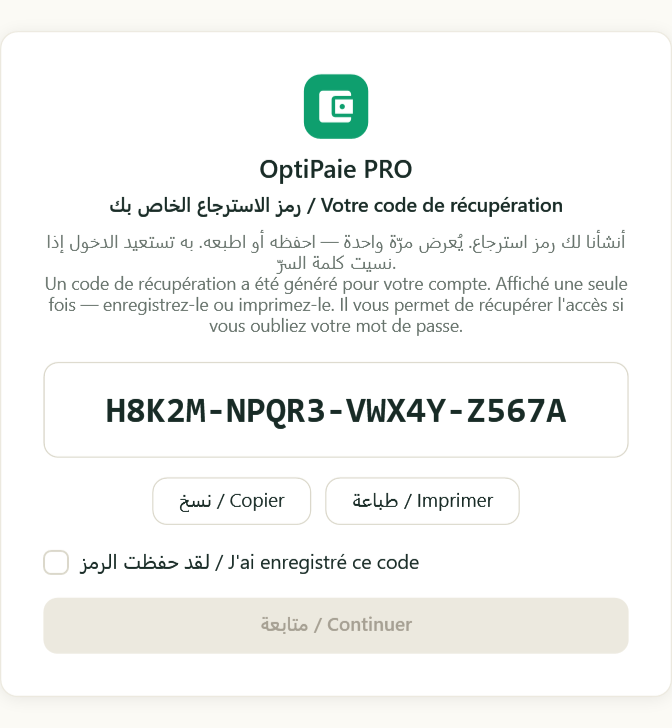 OptiPaie PRO
رمز الاسترجاع الخاص بك / Votre code de récupération
أنشأنا لك رمز استرجاع. يُعرض مرّة واحدة — احفظه أو اطبعه. به تستعيد الدخول إذا
نسيت كلمة السرّ.
Un code de récupération a été généré pour votre compte. Affiché une seule
fois — enregistrez-le ou imprimez-le. Il vous permet de récupérer l'accès si
vous oubliez votre mot de passe.
H8K2M-NPQR3-VWX4Y-Z567A
نسخ / Copier
طباعة / Imprimer
لقد حفظت الرمز / J'ai enregistré ce code
متابعة / Continuer